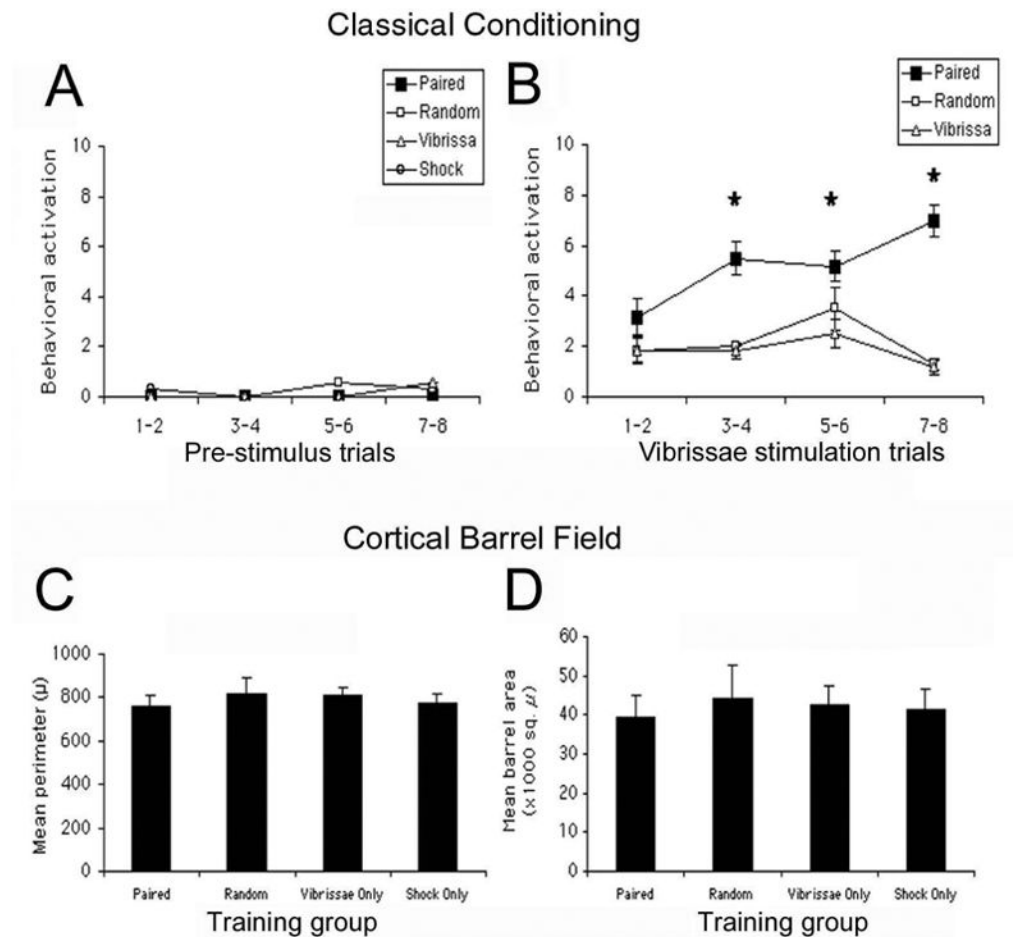 Classical Conditioning
A
Paired
Random
Vibrissa
Shock
Behavioral activation
10
8
6
4
2
0
1-2
3-4
5-6
7-8
Pre-stimulus trials
B
Paired
Random
Vibrissa
Behavioral activation
10
8
6
4
2
0
*
*
*
1-2
3-4
5-6
7-8
Vibrissae stimulation trials
Cortical Barrel Field
C
Mean perimeter (μ)
1000
800
600
400
200
0
Paired
Random
Vibrissae Only
Shock Only
Training group
D
Mean barrel area
(x1000 sq. μ)
60
50
40
30
20
10
0
Paired
Random
Vibrissae Only
Shock Only
Training group